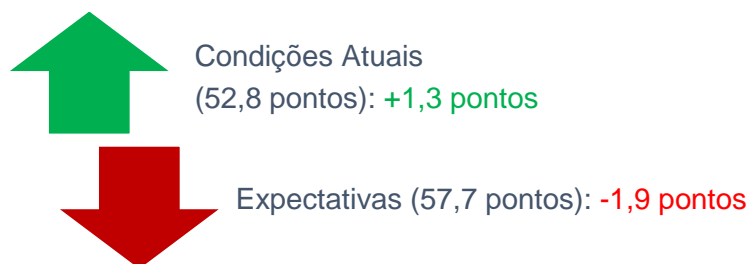 Condições Atuais
(52,8 pontos): +1,3 pontos
Expectativas (57,7 pontos): -1,9 pontos